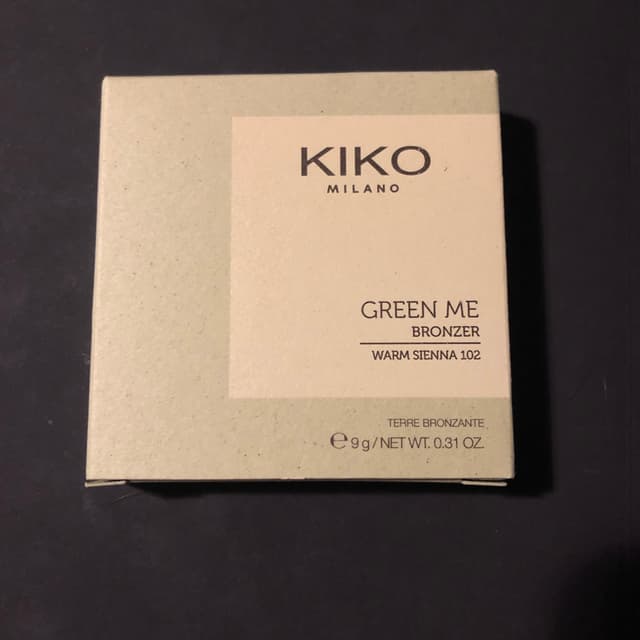 KIKO
MILANO
GREEN ME
BRONZER
WARM SIENNA 102
TERRE BRONZANTE
℮ 9 g / NET WT. 0.31 OZ.